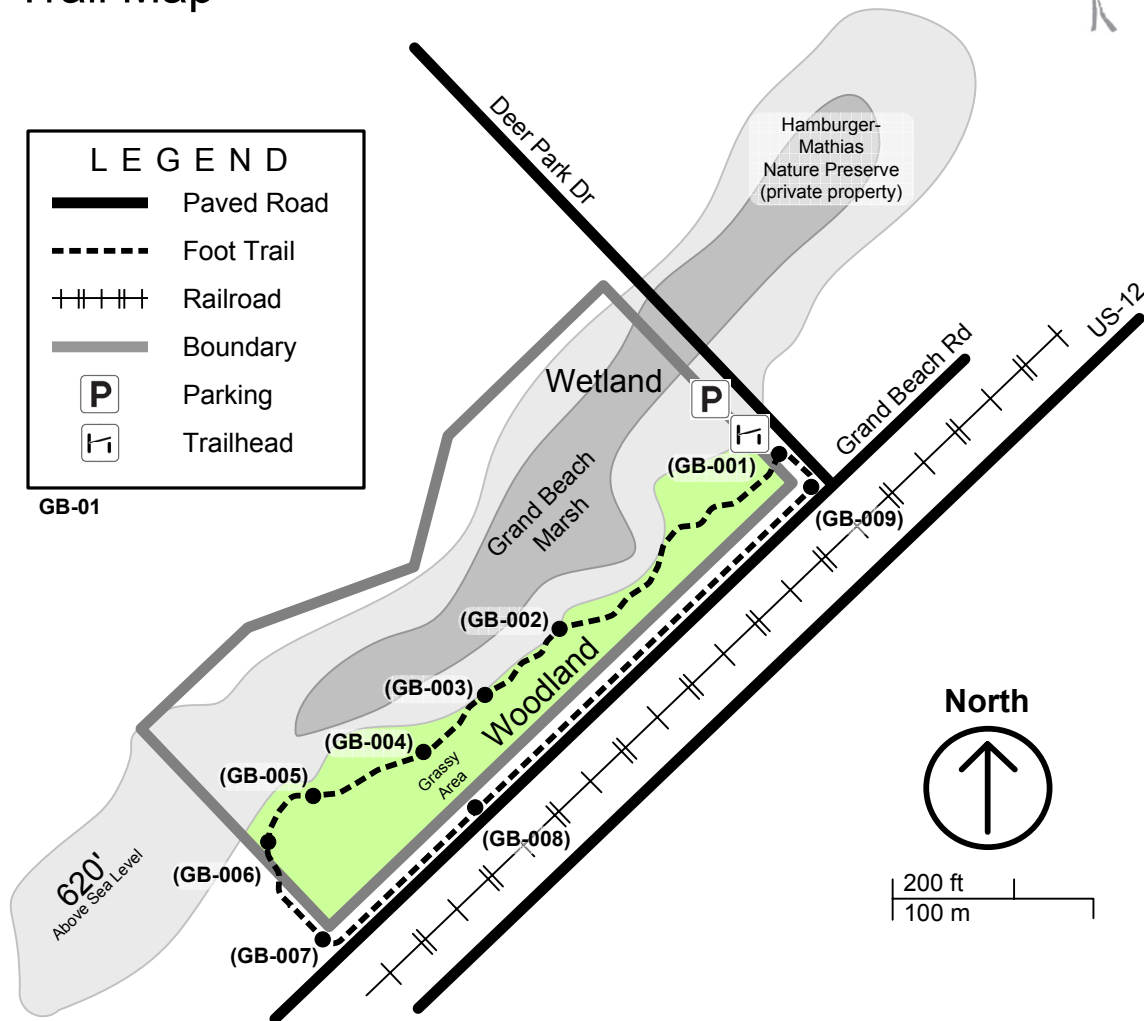 Trail Map
Deer Park Dr
Hamburger-
Mathias
Nature Preserve
(private property)
LEGEND
Paved Road
Foot Trail
Railroad
Boundary
P
Parking
Trailhead
GB-01
US-12
Grand Beach Rd
Wetland
P
(GB-001)
(GB-009)
Grand Beach
Marsh
(GB-002)
Woodland
(GB-003)
(GB-004)
Grassy
Area
(GB-005)
(GB-008)
(GB-006)
620'
Above Sea Level
(GB-007)
North
200 ft
100 m